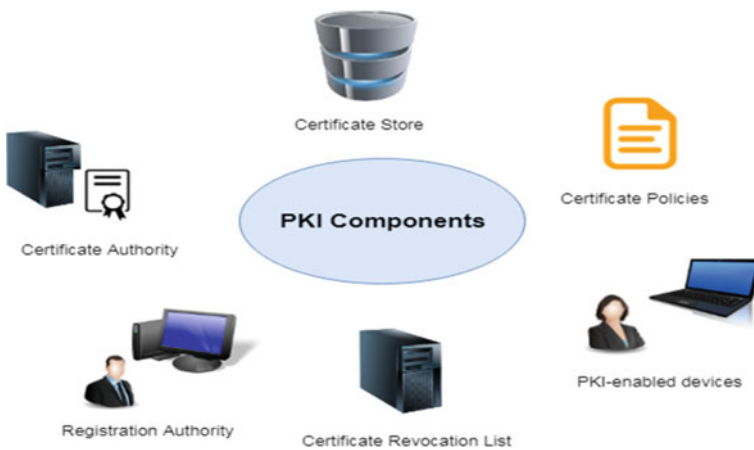 Certificate Store
Certificate Policies
PKI Components
Certificate Authority
PKI-enabled devices
Registration Authority
Certificate Revocation List